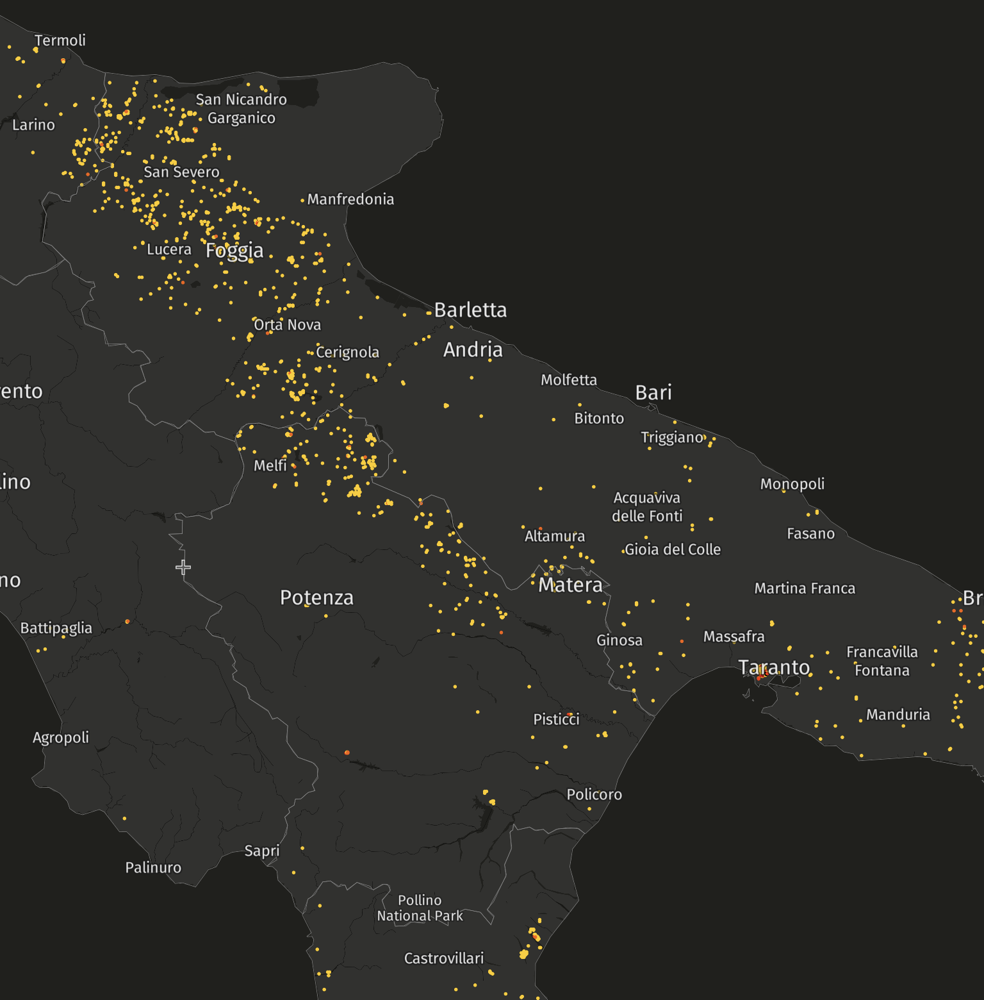 Termoli
San Nicandro
Garganico
Larino
San Severo
Manfredonia
Lucera
Foggia
Barletta
Orta Nova
Andria
Cerignola
Molfetta
vento
Bari
Bitonto
Triggiano
Melfi
lino
Monopoli
Acquaviva
delle Fonti
Altamura
Fasano
Gioia del Colle
no
Matera
Martina Franca
Potenza
Br
Battipaglia
Ginosa
Massafra
Francavilla
Fontana
Taranto
Manduria
Pisticci
Agropoli
Policoro
Sapri
Palinuro
Pollino
National Park
Castrovillari